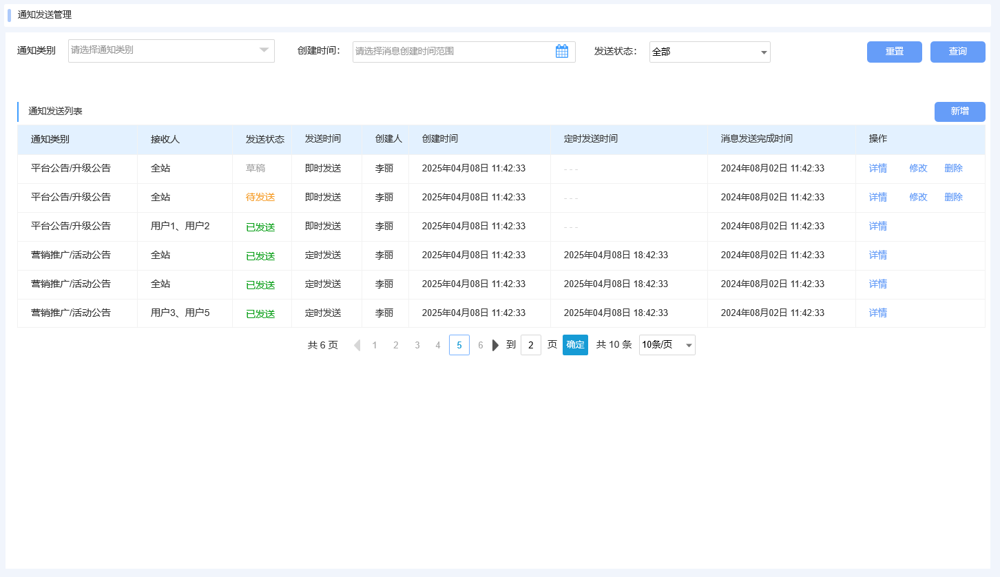 通知发送管理
通知类别 请选择通知类别 创建时间： 请选择消息创建时间范围 发送状态： 全部 重置 查询
通知发送列表 新增
通知类别 接收人 发送状态 发送时间 创建人 创建时间 定时发送时间 消息发送完成时间 操作
平台公告/升级公告 全站 草稿 即时发送 李丽 2025年04月08日 11:42:33 - - - 2024年08月02日 11:42:33 详情 修改 删除
平台公告/升级公告 全站 待发送 即时发送 李丽 2025年04月08日 11:42:33 - - - 2024年08月02日 11:42:33 详情 修改 删除
平台公告/升级公告 用户1、用户2 已发送 即时发送 李丽 2025年04月08日 11:42:33 - - - 2024年08月02日 11:42:33 详情
营销推广/活动公告 全站 已发送 定时发送 李丽 2025年04月08日 11:42:33 2025年04月08日 18:42:33 2024年08月02日 11:42:33 详情
营销推广/活动公告 全站 已发送 定时发送 李丽 2025年04月08日 11:42:33 2025年04月08日 18:42:33 2024年08月02日 11:42:33 详情
营销推广/活动公告 用户3、用户5 已发送 定时发送 李丽 2025年04月08日 11:42:33 2025年04月08日 18:42:33 2024年08月02日 11:42:33 详情
共 6 页 1 2 3 4 5 6 到 2 页 确定 共 10 条 10条/页